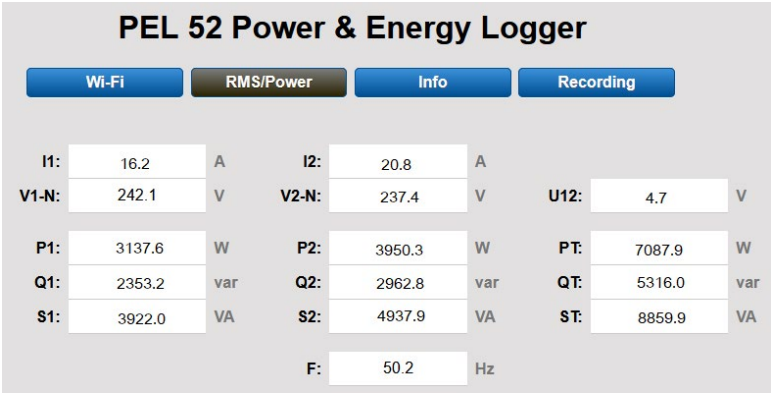 PEL 52 Power & Energy Logger
Wi-Fi RMS/Power Info Recording
I1: 16.2 A I2: 20.8 A
V1-N: 242.1 V V2-N: 237.4 V U12: 4.7 V
P1: 3137.6 W P2: 3950.3 W PT: 7087.9 W
Q1: 2353.2 var Q2: 2962.8 var QT: 5316.0 var
S1: 3922.0 VA S2: 4937.9 VA ST: 8859.9 VA
F: 50.2 Hz